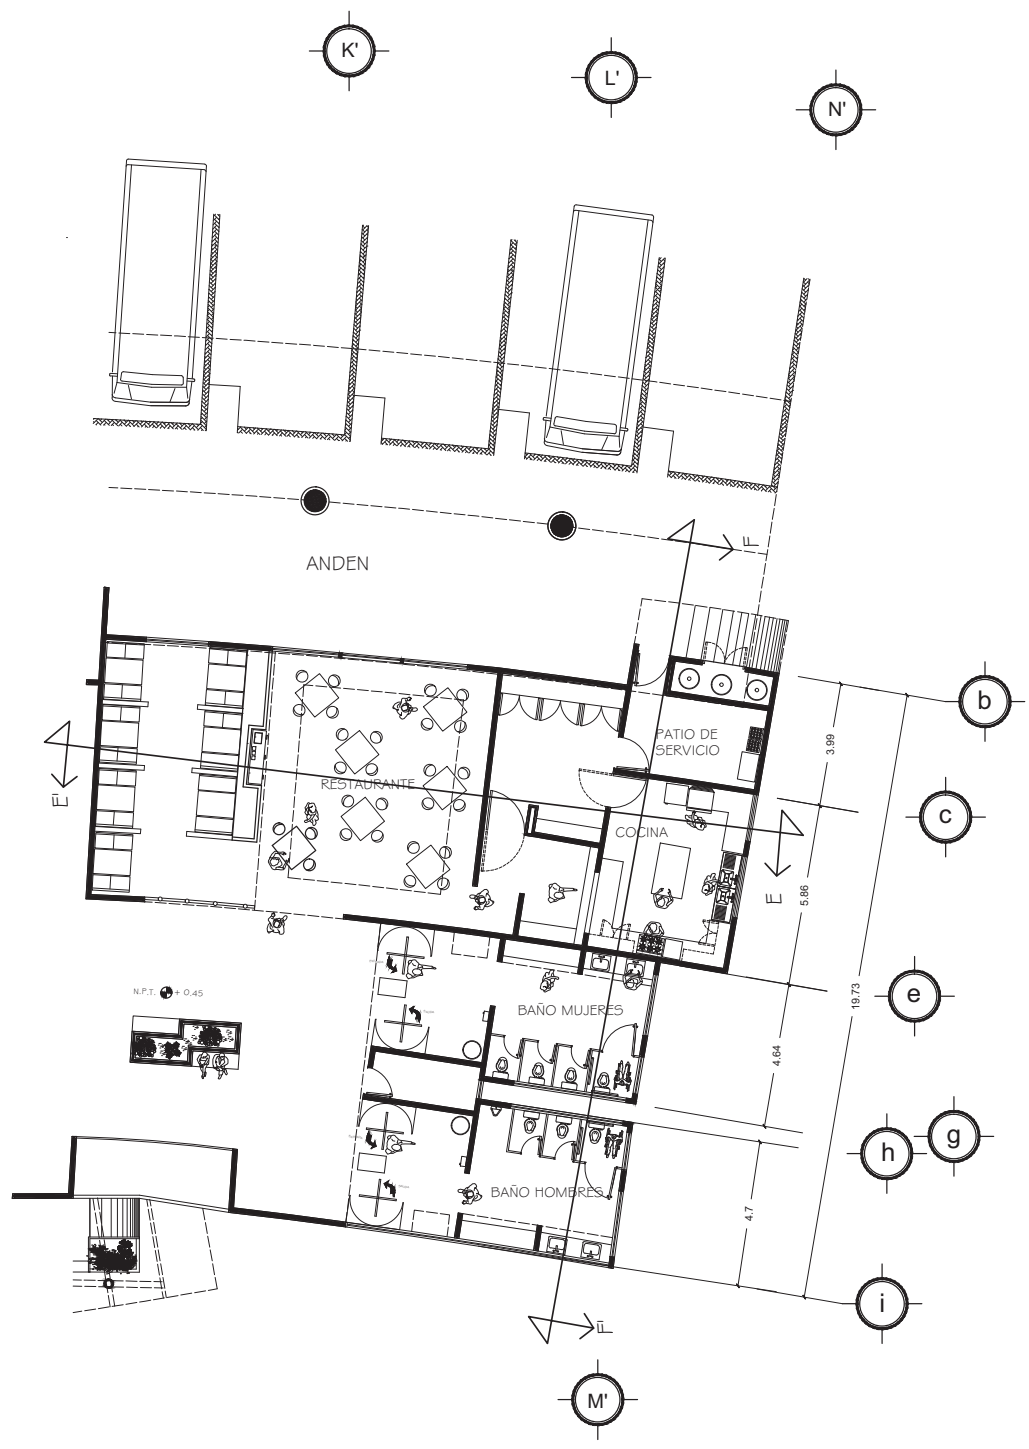 K'
L'
N'
ANDEN
F
b
PATIO DE
SERVICIO
3.99
E'
RESTAURANTE
c
COCINA
5.86
E
N.P.T. + 0.45
19.73
e
BAÑO MUJERES
4.64
g
h
BAÑO HOMBRES
4.7
i
F'
M'